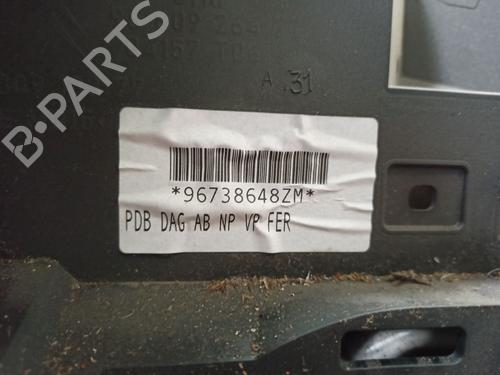 A 31
*96738648ZM*
PDB DAG AB NP VP FER
B-PARTS